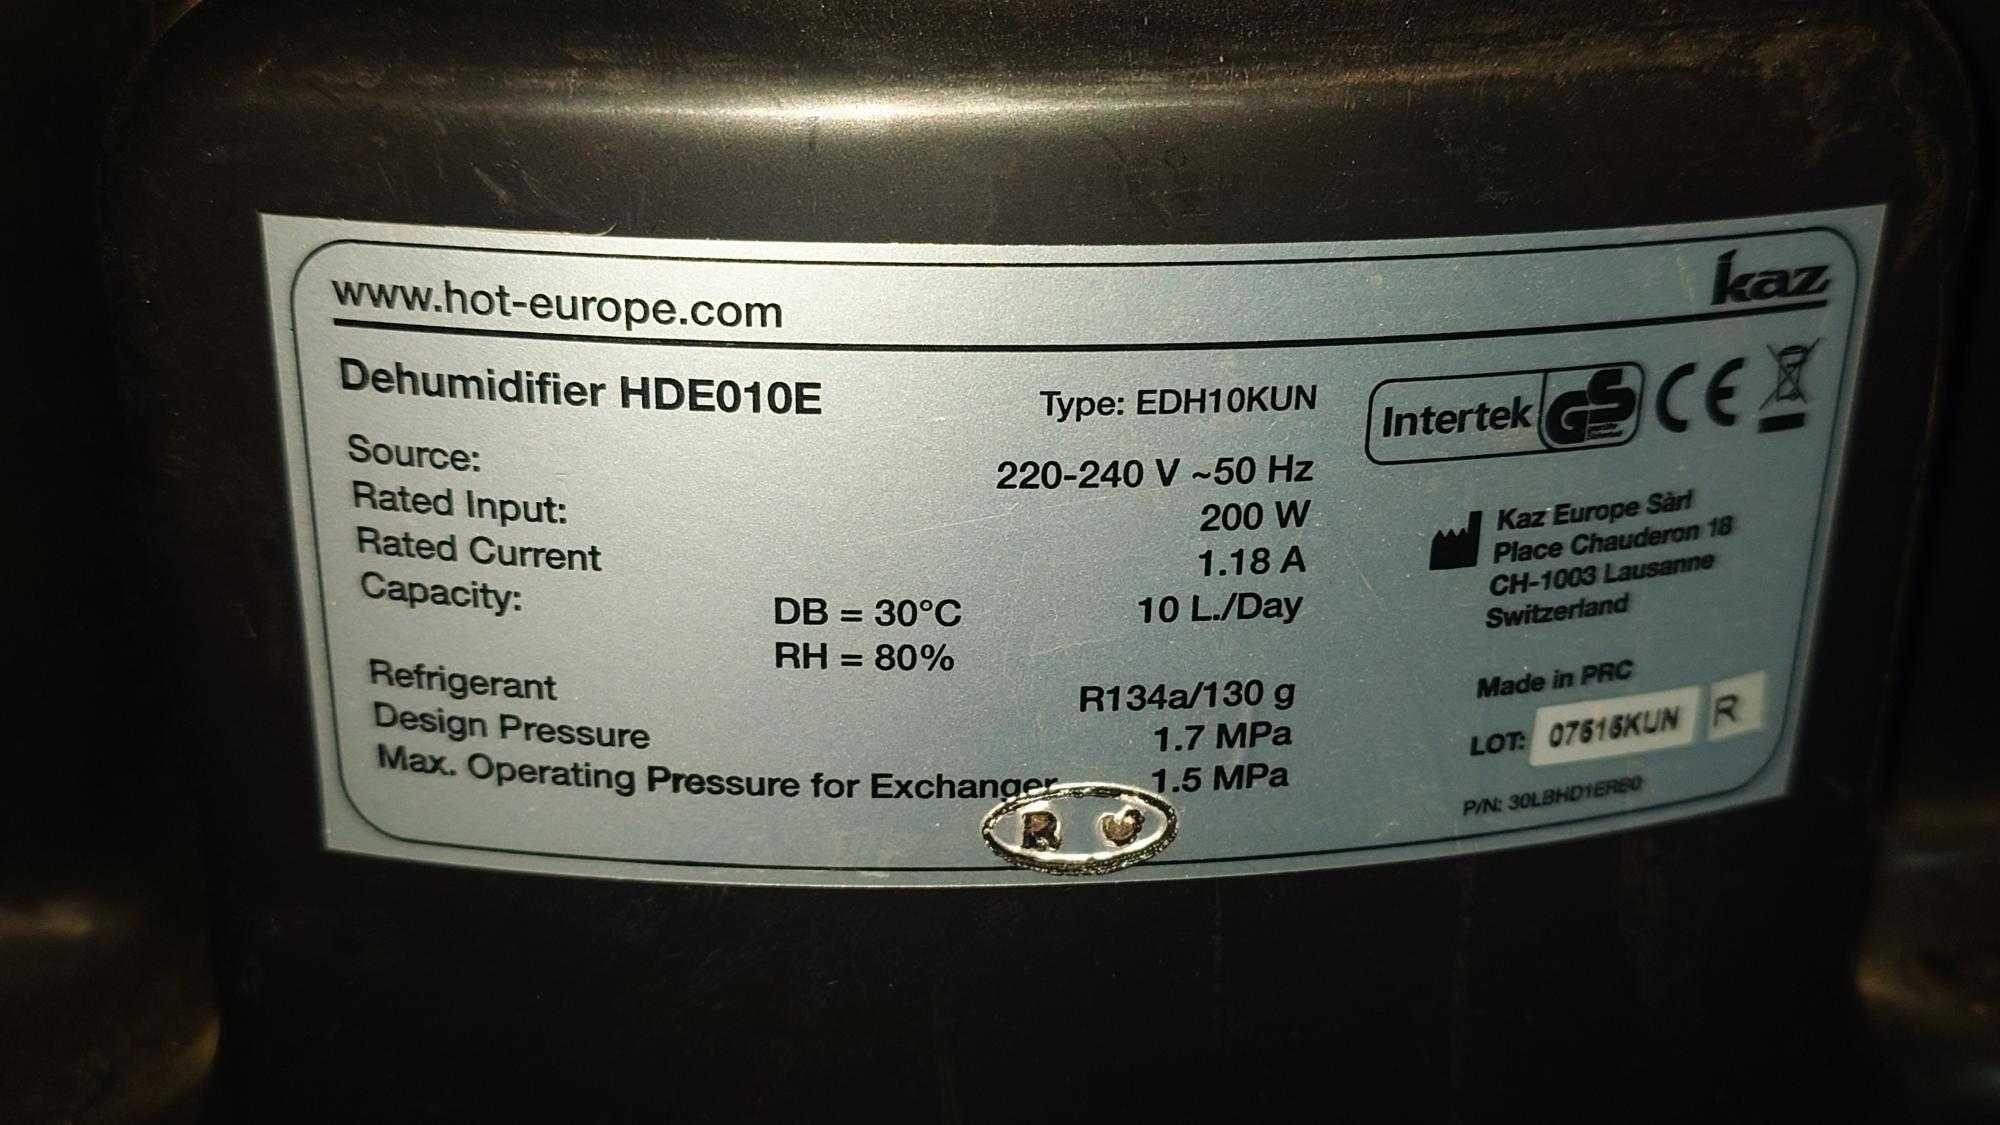 www.hot-europe.com
kaz
Dehumidifier HDE010E
Type: EDH10KUN
Intertek
GS
CE
Source: 220-240 V ~50 Hz
Rated Input: 200 W
Rated Current 1.18 A
Capacity: DB = 30°C 10 L./Day
RH = 80%
Refrigerant R134a/130 g
Design Pressure 1.7 MPa
Max. Operating Pressure for Exchanger 1.5 MPa
Kaz Europe Sàrl
Place Chauderon 18
CH-1003 Lausanne
Switzerland
Made in PRC
LOT: 07615KUN R
P/N:
R